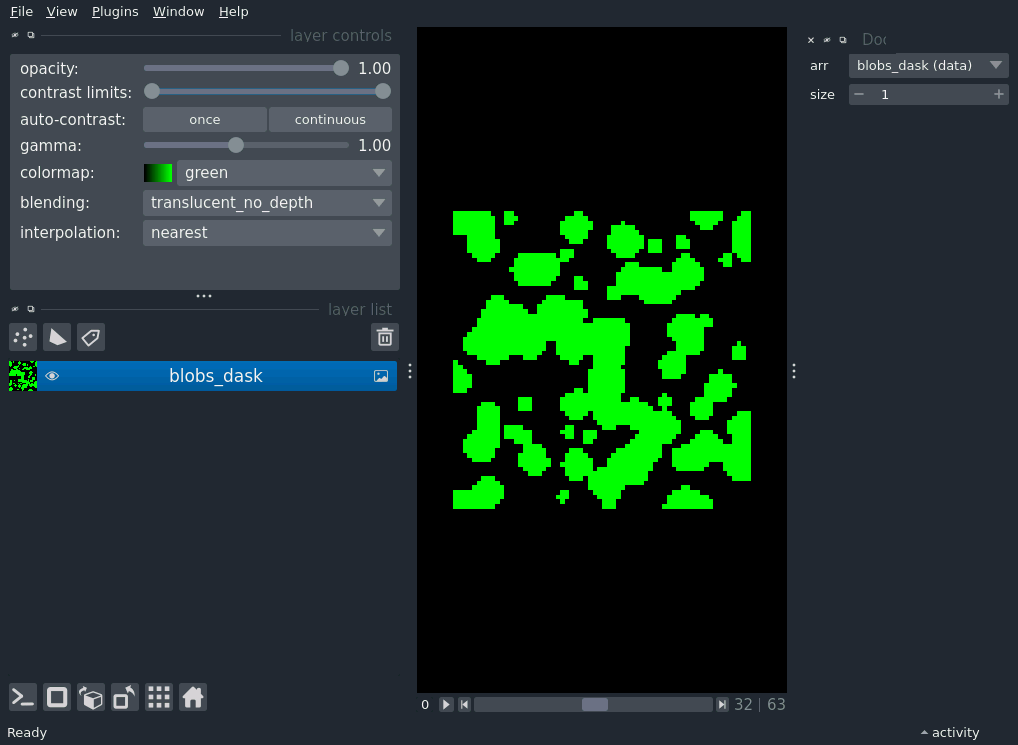 File View Plugins Window Help
layer controls
opacity: 1.00
contrast limits:
auto-contrast: once continuous
gamma: 1.00
colormap: green
blending: translucent_no_depth
interpolation: nearest
layer list
blobs_dask
0 32 | 63
Ready
arr blobs_dask (data)
size 1
activity